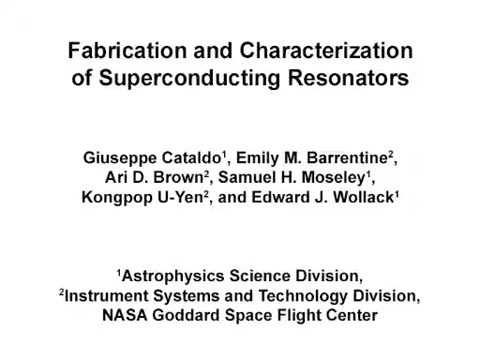 Fabrication and Characterization
of Superconducting Resonators
Giuseppe Cataldo¹, Emily M. Barrentine²,
Ari D. Brown², Samuel H. Moseley¹,
Kongpop U-Yen², and Edward J. Wollack¹
¹Astrophysics Science Division,
²Instrument Systems and Technology Division,
NASA Goddard Space Flight Center